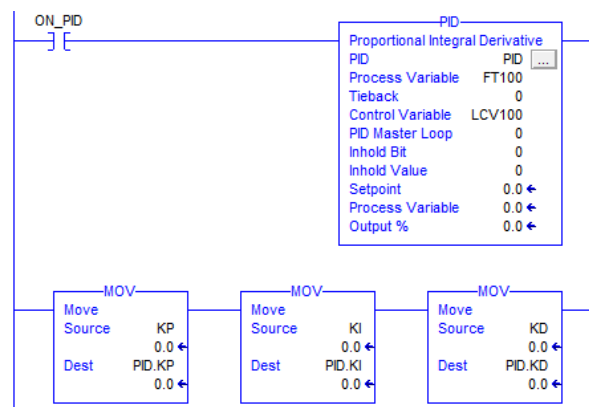 ON_PID
PID
Proportional Integral Derivative
PID PID ...
Process Variable FT100
Tieback 0
Control Variable LCV100
PID Master Loop 0
Inhold Bit 0
Inhold Value 0
Setpoint 0.0
Process Variable 0.0
Output % 0.0
MOV
Move
Source KP
0.0
Dest PID.KP
0.0
MOV
Move
Source KI
0.0
Dest PID.KI
0.0
MOV
Move
Source KD
0.0
Dest PID.KD
0.0